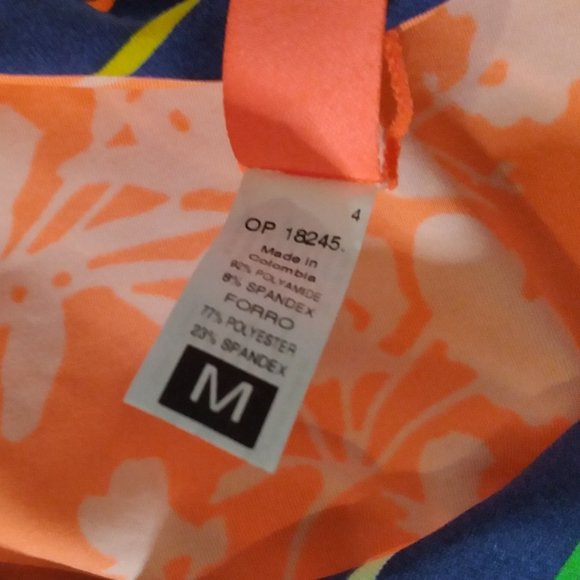 4
OP 18245.
Made in
Colombia
92% POLYAMIDE
8% SPANDEX
FORRO
77% POLYESTER
23% SPANDEX
M